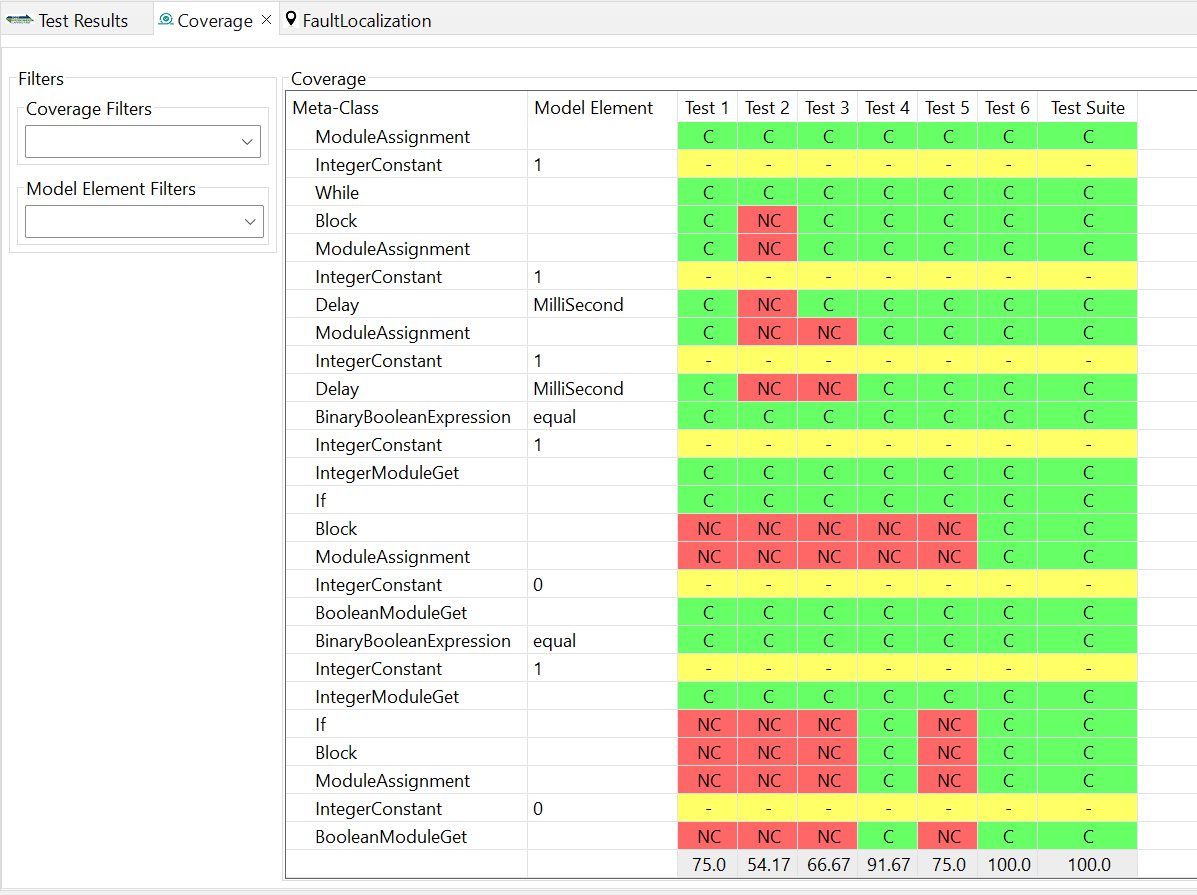 Test Results Coverage FaultLocalization
Filters
Coverage Filters
Model Element Filters
Coverage
Meta-Class Model Element Test 1 Test 2 Test 3 Test 4 Test 5 Test 6 Test Suite
ModuleAssignment C C C C C C C
IntegerConstant 1 - - - - - - -
While C C C C C C C
Block C NC C C C C C
ModuleAssignment C NC C C C C C
IntegerConstant 1 - - - - - - -
Delay MilliSecond C NC C C C C C
ModuleAssignment C NC NC C C C C
IntegerConstant 1 - - - - - - -
Delay MilliSecond C NC NC C C C C
BinaryBooleanExpression equal C C C C C C C
IntegerConstant 1 - - - - - - -
IntegerModuleGet C C C C C C C
If C C C C C C C
Block NC NC NC NC NC C C
ModuleAssignment NC NC NC NC NC C C
IntegerConstant 0 - - - - - - -
BooleanModuleGet C C C C C C C
BinaryBooleanExpression equal C C C C C C C
IntegerConstant 1 - - - - - - -
IntegerModuleGet C C C C C C C
If NC NC NC C NC C C
Block NC NC NC C NC C C
ModuleAssignment NC NC NC C NC C C
IntegerConstant 0 - - - - - - -
BooleanModuleGet NC NC NC C NC C C
75.0 54.17 66.67 91.67 75.0 100.0 100.0